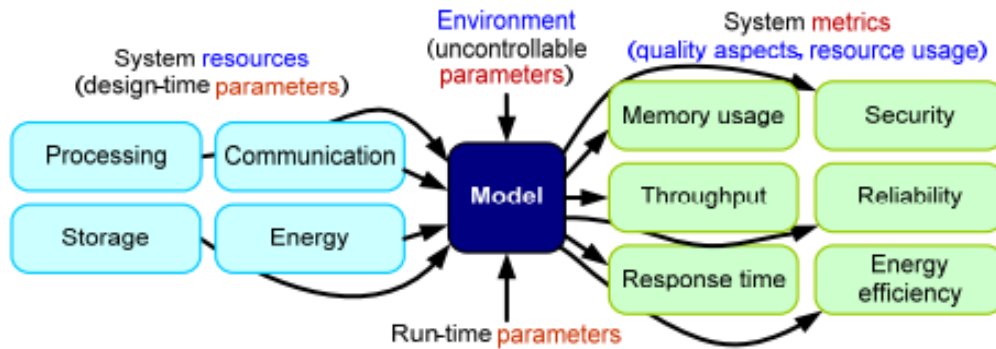 System resources
(design-time parameters)
Environment
(uncontrollable
parameters)
System metrics
(quality aspects, resource usage)
Processing
Communication
Storage
Energy
Model
Memory usage
Security
Throughput
Reliability
Response time
Energy
efficiency
Run-time parameters